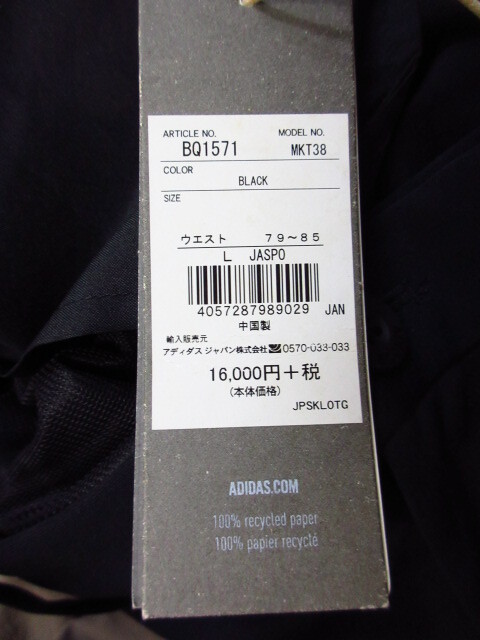 ARTICLE NO. MODEL NO.
BQ1571 MKT38
COLOR
BLACK
SIZE
ウエスト 79~85
L JASPO
4057287989029 JAN
中国製
輸入販売元
アディダス ジャパン株式会社 0570-033-033
16,000円+税
(本体価格)
JPSKLOTG
ADIDAS.COM
100% recycled paper
100% papier recyclé